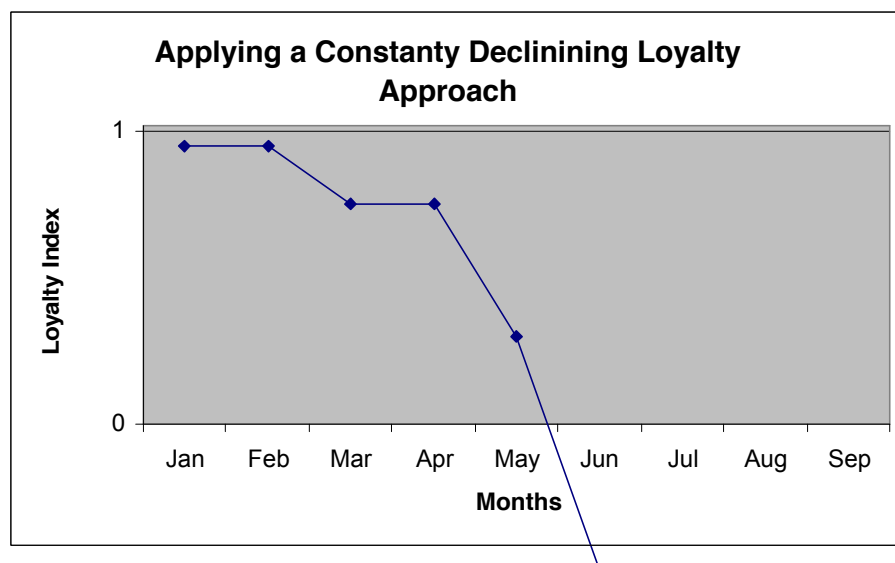 Applying a Constanty Declinining Loyalty
Approach
1
Loyalty Index
0
Jan Feb Mar Apr May Jun Jul Aug Sep
Months